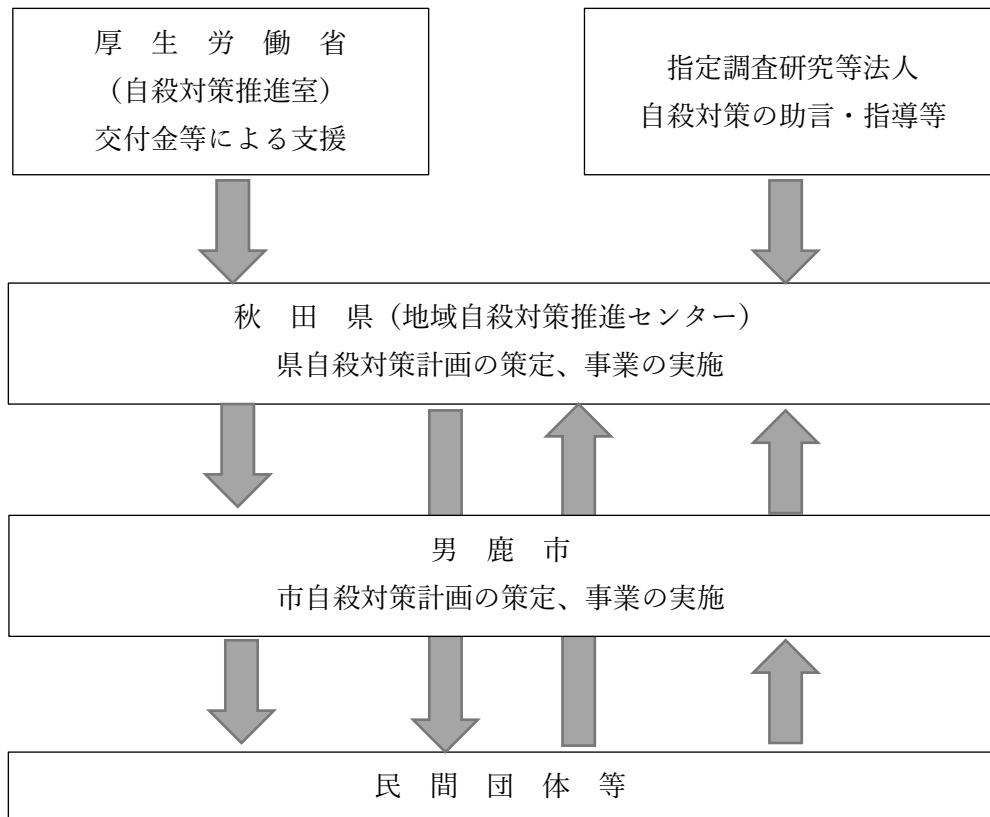 厚　生　労　働　省
（自殺対策推進室）
交付金等による支援
指定調査研究等法人
自殺対策の助言・指導等
秋　田　県（地域自殺対策推進センター）
県自殺対策計画の策定、事業の実施
男　鹿　市
市自殺対策計画の策定、事業の実施
民　間　団　体　等